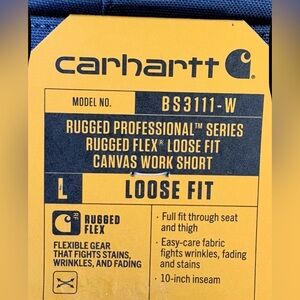 carhartt
MODEL NO. BS3111-W
RUGGED PROFESSIONAL™ SERIES
RUGGED FLEX® LOOSE FIT
CANVAS WORK SHORT
L LOOSE FIT
RF RUGGED
FLEX
FLEXIBLE GEAR
THAT FIGHTS STAINS,
WRINKLES, AND FADING
· Full fit through seat
and thigh
· Easy-care fabric
fights wrinkles, fading
and stains
· 10-inch inseam